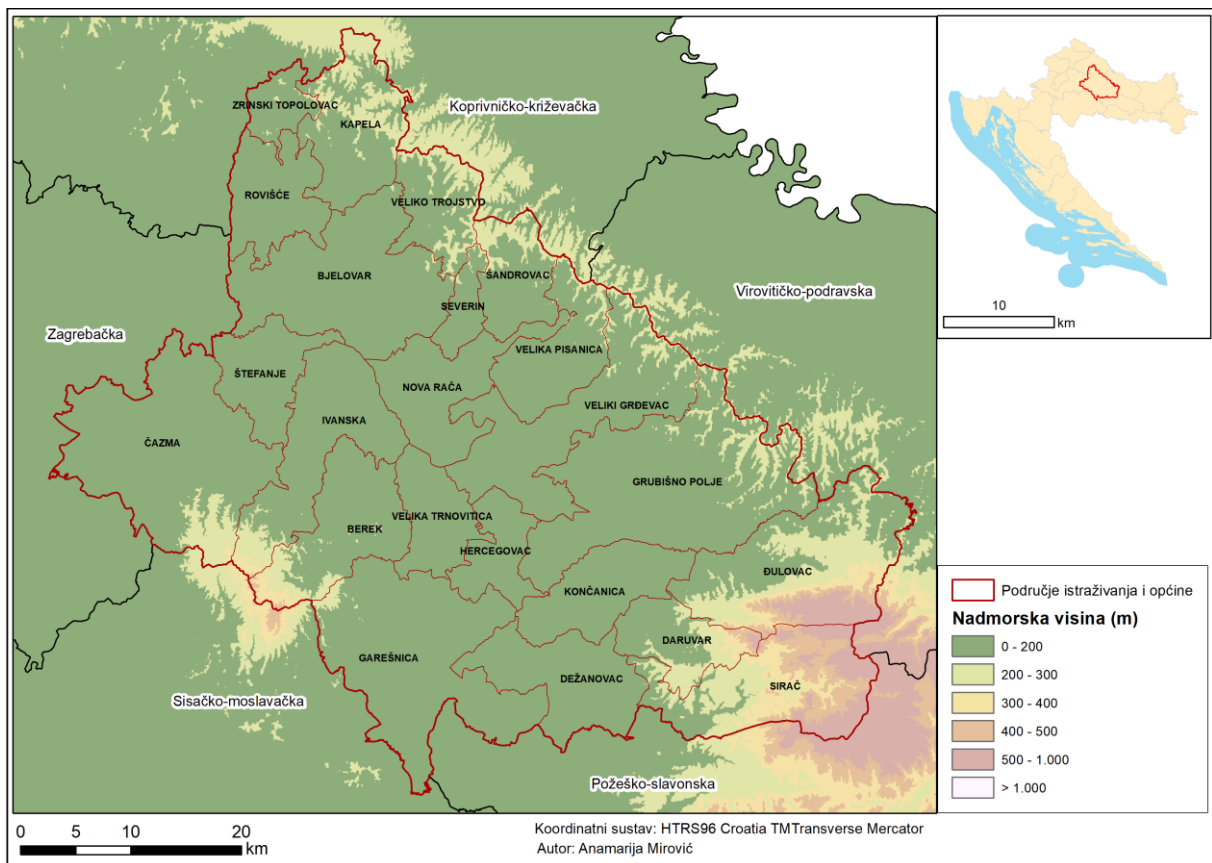 Koprivničko-križevačka
ZRINSKI TOPOLOVAC
KAPELA
ROVIŠĆE
VELIKO TROJSTVO
BJELOVAR
ŠANDROVAC
SEVERIN
Virovitičko-podravska
Zagrebačka
VELIKA PISANICA
ŠTEFANJE
NOVA RAČA
VELIKI GRĐEVAC
IVANSKA
ČAZMA
GRUBIŠNO POLJE
VELIKA TRNOVITICA
BEREK
HERCEGOVAC
ĐULOVAC
KONČANICA
DARUVAR
GAREŠNICA
DEŽANOVAC
SIRAČ
Sisačko-moslavačka
Požeško-slavonska
0 5 10 20
km
Koordinatni sustav: HTRS96 Croatia TMTransverse Mercator
Autor: Anamarija Mirović
10
km
Područje istraživanja i općine
Nadmorska visina (m)
0 - 200
200 - 300
300 - 400
400 - 500
500 - 1.000
> 1.000